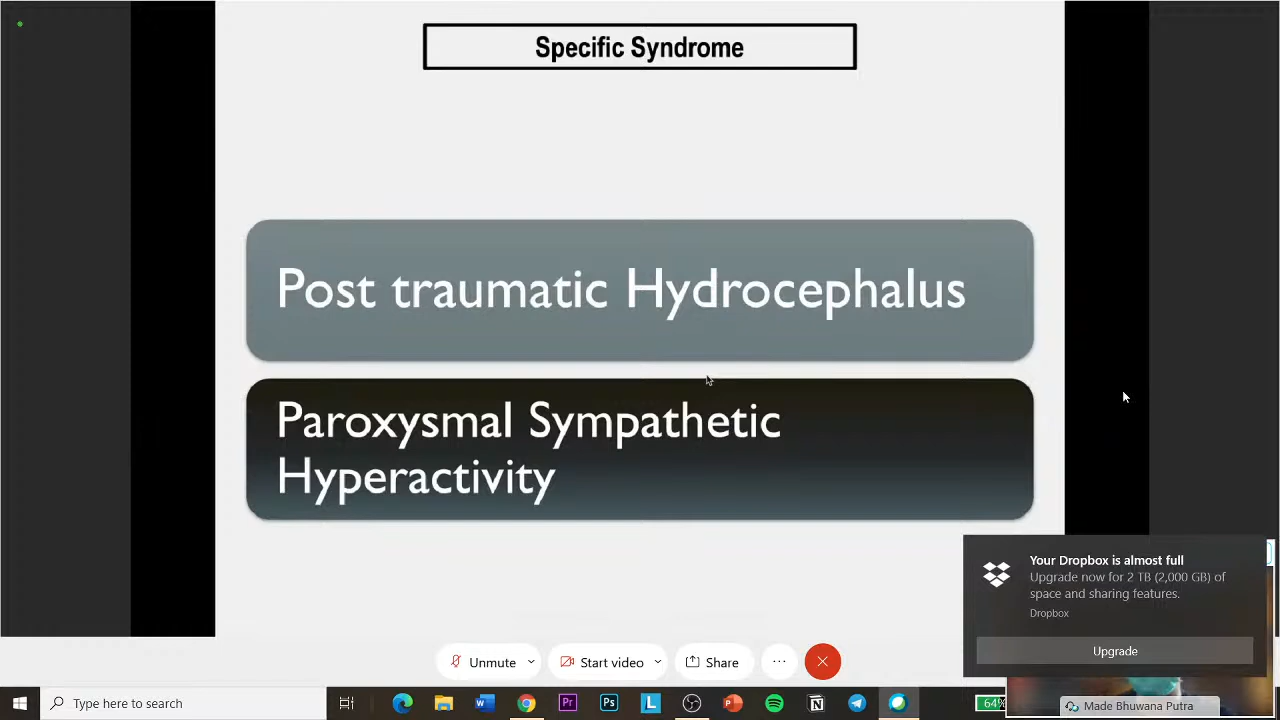 Specific Syndrome
Post traumatic Hydrocephalus
Paroxysmal Sympathetic
Hyperactivity
Your Dropbox is almost full
Upgrade now for 2 TB (2,000 GB) of
space and sharing features.
Dropbox
Upgrade
Unmute
Start video
Share
Type here to search
64%
Made Bhuwana Putra